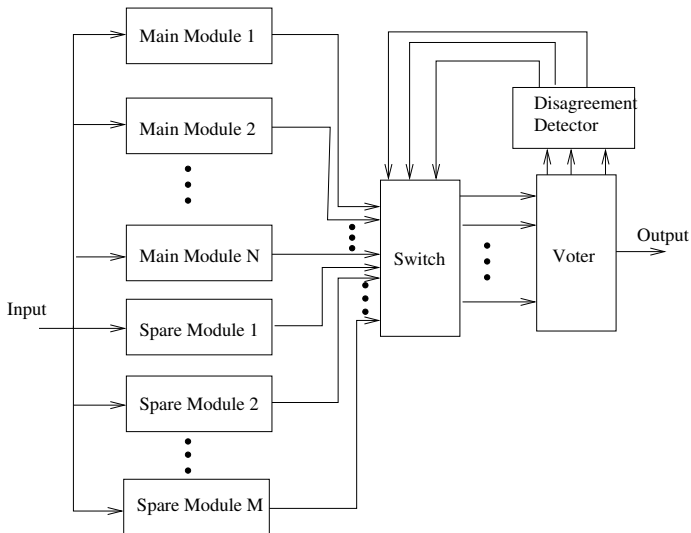 Main Module 1
Main Module 2
Main Module N
Input
Spare Module 1
Spare Module 2
Spare Module M
Switch
Disagreement
Detector
Voter
Output